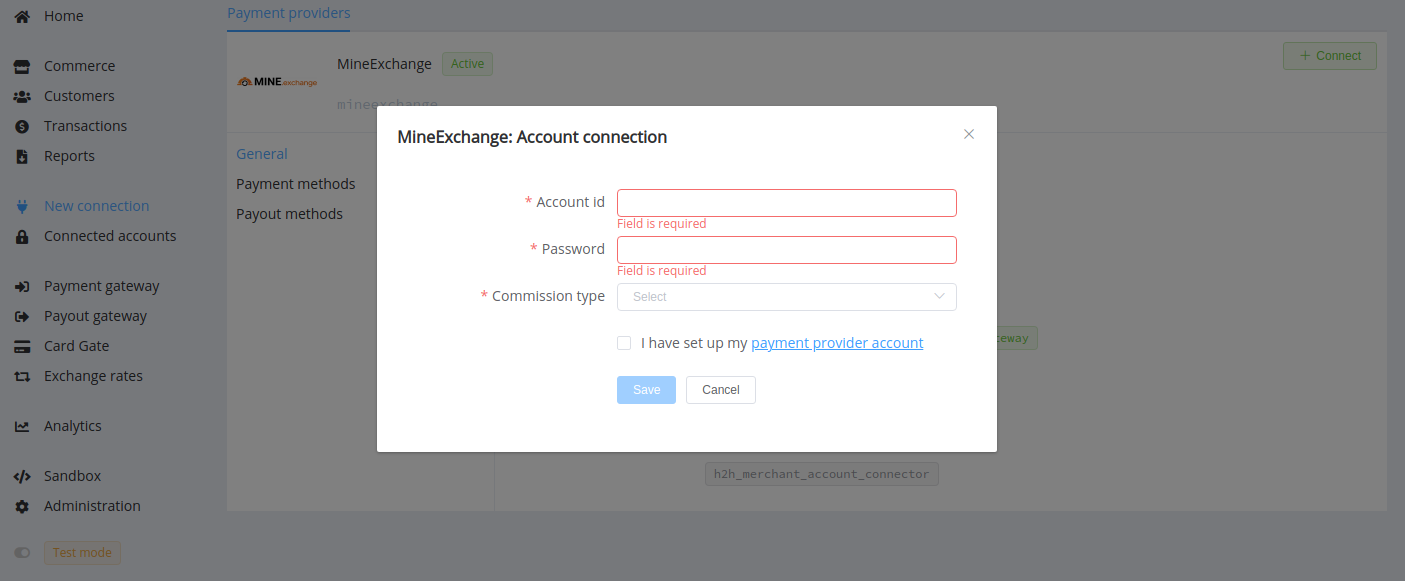 Home
Commerce
Customers
Transactions
Reports
New connection
Connected accounts
Payment gateway
Payout gateway
Card Gate
Exchange rates
Analytics
Sandbox
Administration
Test mode
Payment providers
MINE.exchange
MineExchange Active
mineexchange
+ Connect
General
Payment methods
Payout methods
MineExchange: Account connection
* Account id
Field is required
* Password
Field is required
* Commission type Select
I have set up my payment provider account
Save Cancel
eway
h2h_merchant_account_connector